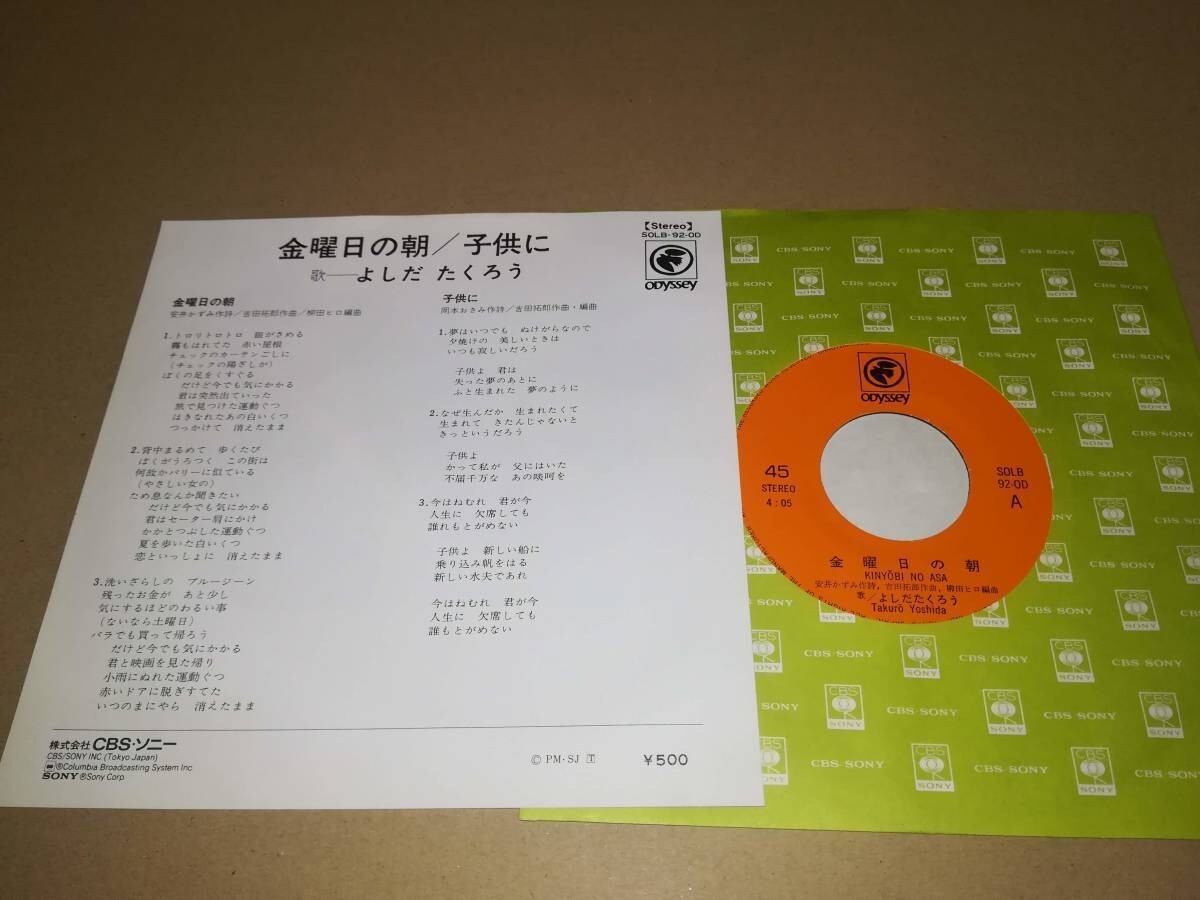 金曜日の朝／子供に
歌──よしだ たくろう
【Stereo】
SOLB・92-OD
ODYSSEY
金曜日の朝
安井かずみ作詩／吉田拓郎作曲／柳田ヒロ編曲
1.トロリトロトロ 眼がさめる
霧もはれてた 赤い屋根
チェックのカーテンごしに
(チェックの陽ざしが)
ぼくの足をくすぐる
だけど今でも気にかかる
君は突然出ていった
旅で見つけた運動ぐつ
はきなれたあの白いくつ
つっかけて 消えたまま
2.背中まるめて 歩くたび
ぼくがうろつく この街は
何故かパリーに似ている
(やさしい女の)
ため息なんか聞きたい
だけど今でも気にかかる
君はセーター肩にかけ
かかとつぶした運動ぐつ
夏を歩いた白いくつ
恋といっしょに 消えたまま
3.洗いざらしの ブルージーン
残ったお金が あと少し
気にするほどのわるい事
(ないなら土曜日)
バラでも買って帰ろう
だけど今でも気にかかる
君と映画を見た帰り
小雨にぬれた運動ぐつ
赤いドアに脱ぎすてた
いつのまにやら 消えたまま
子供に
岡本おさみ作詩／吉田拓郎作曲・編曲
1.夢はいつでも ぬけがらなので
夕焼けの 美しいときは
いつも寂しいだろう
子供よ 君は
失った夢のあとに
ふと生まれた 夢のように
2.なぜ生んだか 生まれたくて
生まれて きたんじゃないと
きっというだろう
子供よ
かって私が 父にはいた
不届千万な あの啖呵を
3.今はねむれ 君が今
人生に 欠席しても
誰れもとがめない
子供よ 新しい船に
乗り込み帆をはる
新しい水夫であれ
今はねむれ 君が今
人生に 欠席しても
誰もとがめない
株式会社 CBS・ソニー
CBS/SONY INC (Tokyo Japan)
®Columbia Broadcasting System Inc
SONY ®Sony Corp.
© PM・SJ T ¥500
ODYSSEY
45
STEREO
4:05
SOLB
92-OD
A
金曜日の朝
KINYŌBI NO ASA
安井かずみ作詩, 吉田拓郎作曲, 柳田ヒロ編曲
歌／よしだたくろう
Takurō Yoshida
CBS SONY
CBS/SONY